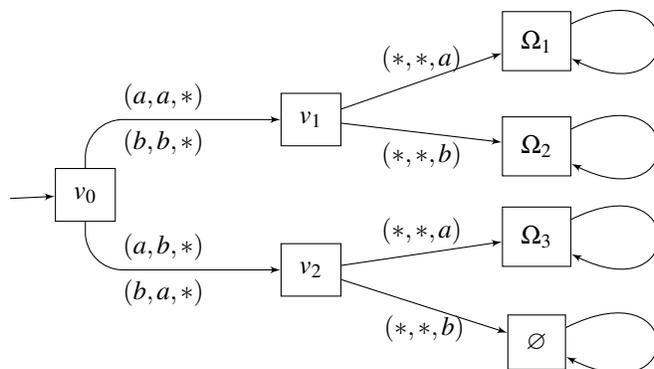 Ω1
(∗,∗,a)
(a,a,∗)
v1
(b,b,∗)
(∗,∗,b)
Ω2
v0
(a,b,∗)
(∗,∗,a)
Ω3
v2
(b,a,∗)
(∗,∗,b)
∅